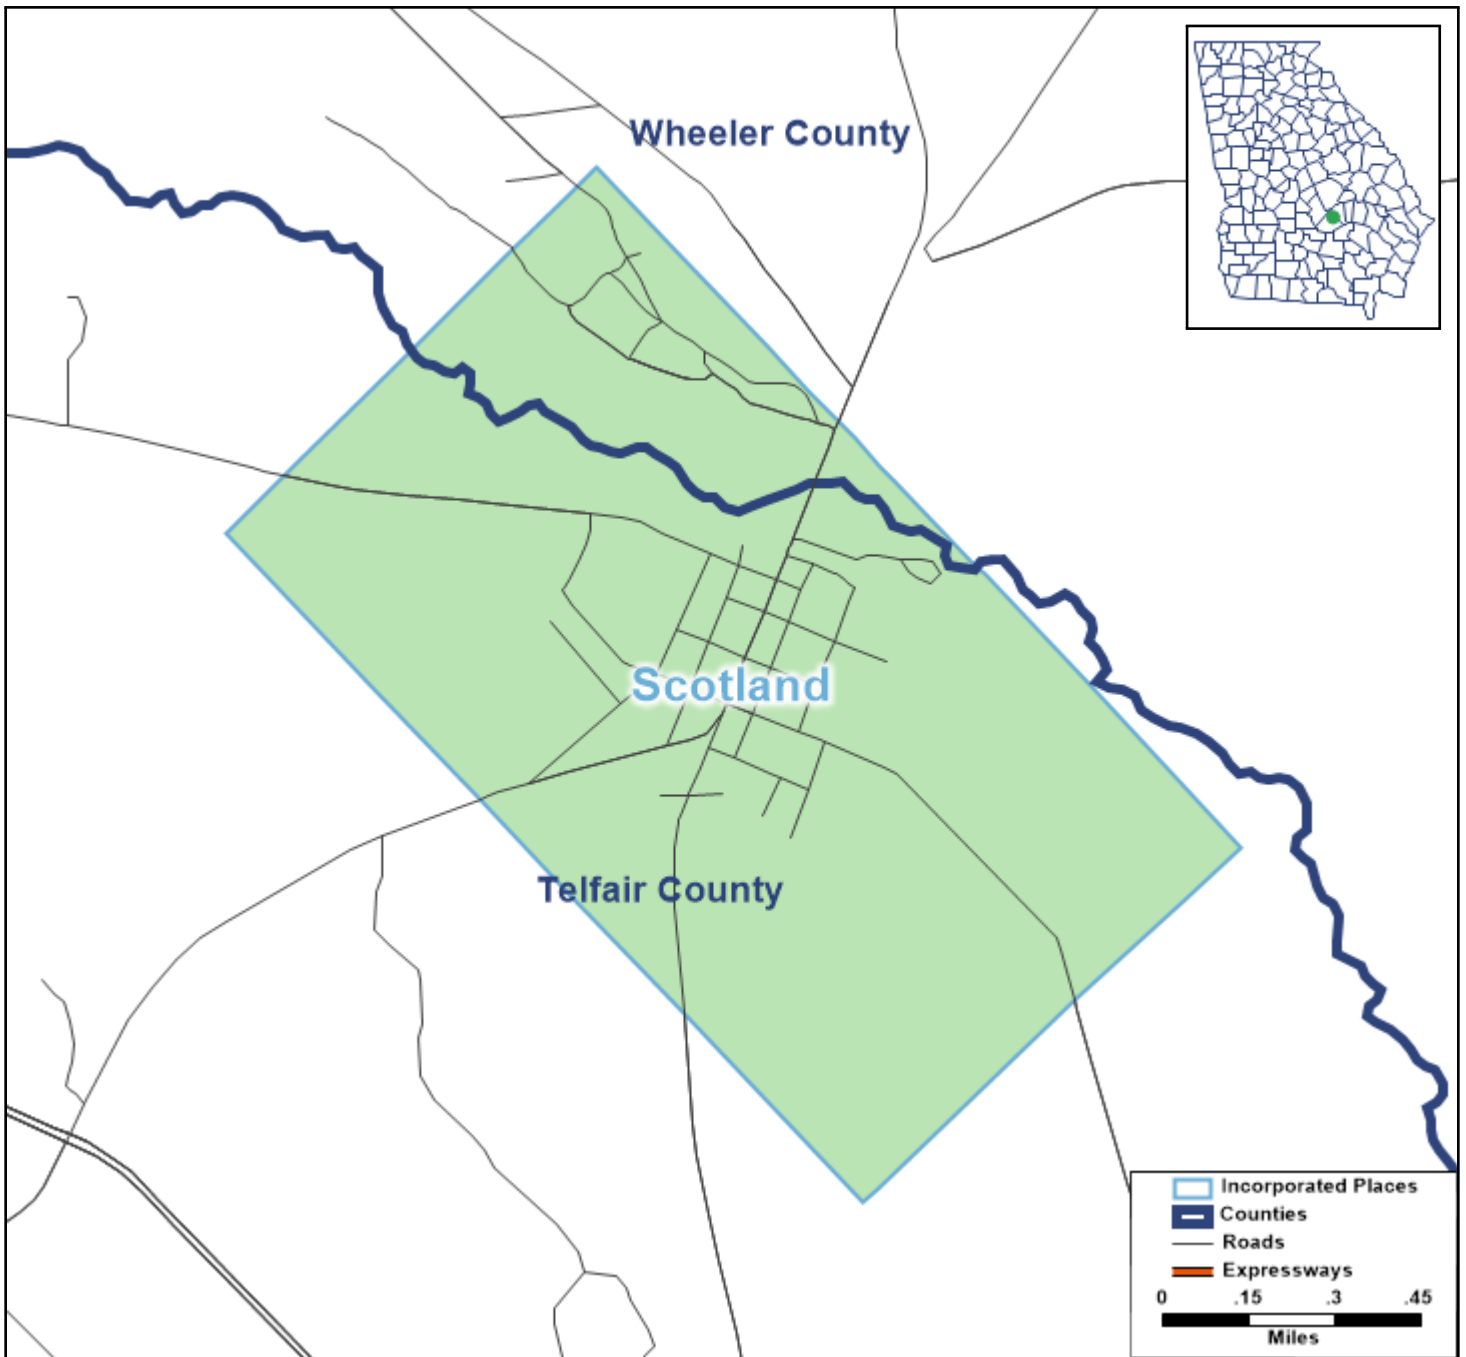 Wheeler County
Scotland
Telfair County
Incorporated Places
Counties
Roads
Expressways
0 .15 .3 .45
Miles